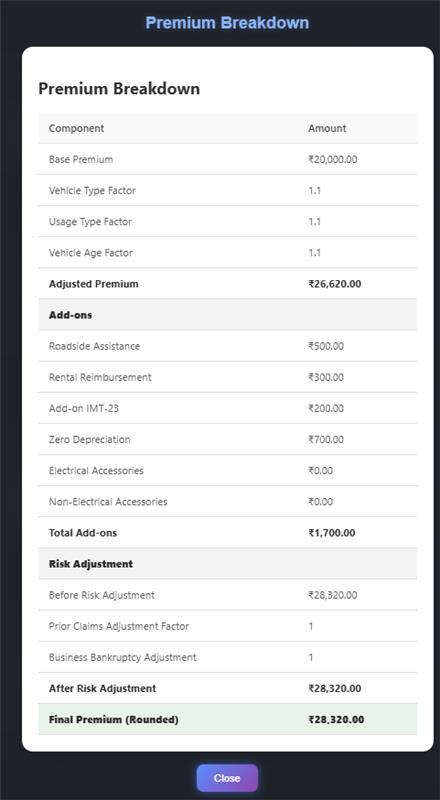 Premium Breakdown
Premium Breakdown
Component Amount
Base Premium ₹20,000.00
Vehicle Type Factor 1.1
Usage Type Factor 1.1
Vehicle Age Factor 1.1
Adjusted Premium ₹26,620.00
Add-ons
Roadside Assistance ₹500.00
Rental Reimbursement ₹300.00
Add-on IMT-23 ₹200.00
Zero Depreciation ₹700.00
Electrical Accessories ₹0.00
Non-Electrical Accessories ₹0.00
Total Add-ons ₹1,700.00
Risk Adjustment
Before Risk Adjustment ₹28,320.00
Prior Claims Adjustment Factor 1
Business Bankruptcy Adjustment 1
After Risk Adjustment ₹28,320.00
Final Premium (Rounded) ₹28,320.00
Close